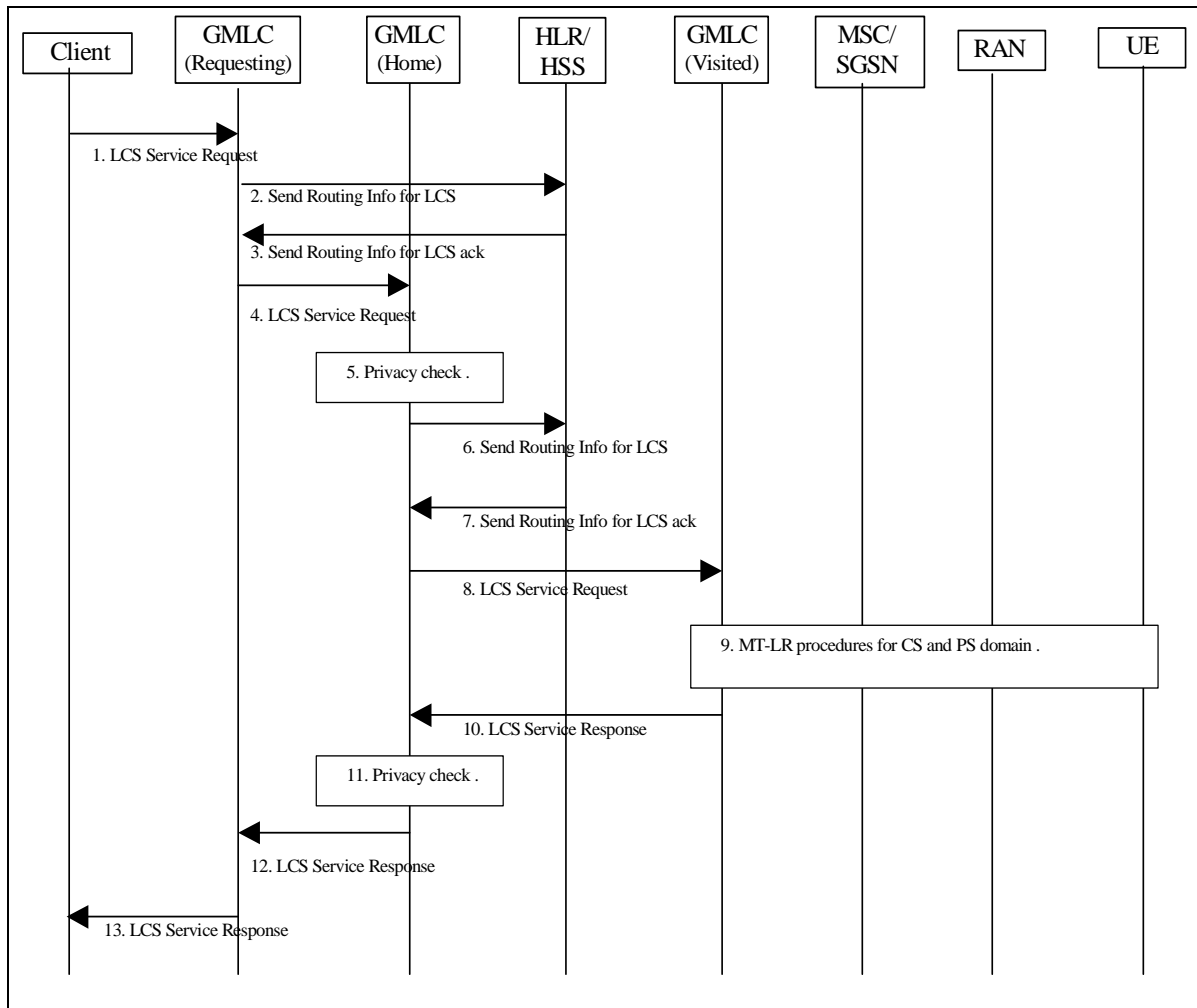 Client
GMLC
(Requesting)
GMLC
(Home)
HLR/
HSS
GMLC
(Visited)
MSC/
SGSN
RAN
UE
1. LCS Service Request
2. Send Routing Info for LCS
3. Send Routing Info for LCS ack
4. LCS Service Request
5. Privacy check .
6. Send Routing Info for LCS
7. Send Routing Info for LCS ack
8. LCS Service Request
9. MT-LR procedures for CS and PS domain .
10. LCS Service Response
11. Privacy check .
12. LCS Service Response
13. LCS Service Response